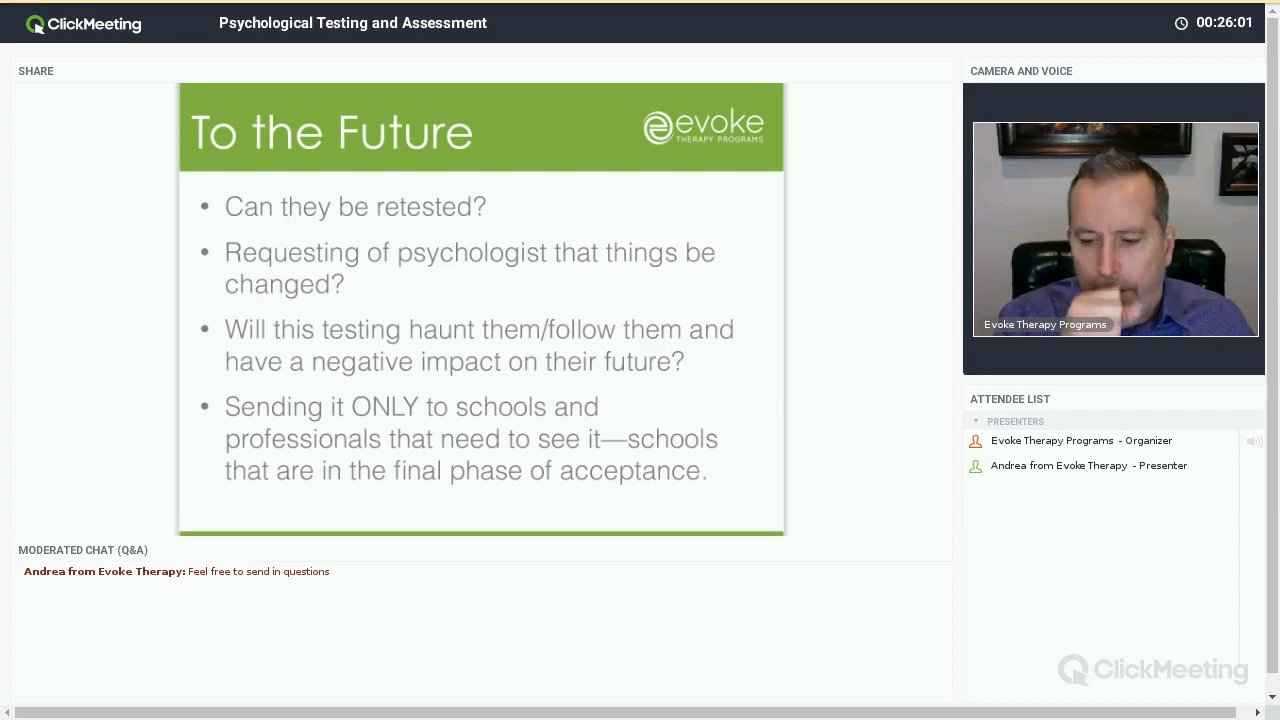 ClickMeeting
Psychological Testing and Assessment
00:26:01
SHARE
To the Future
evoke
THERAPY PROGRAMS
• Can they be retested?
• Requesting of psychologist that things be
changed?
• Will this testing haunt them/follow them and
have a negative impact on their future?
• Sending it ONLY to schools and
professionals that need to see it—schools
that are in the final phase of acceptance.
MODERATED CHAT (Q&A)
Andrea from Evoke Therapy: Feel free to send in questions
CAMERA AND VOICE
Evoke Therapy Programs
ATTENDEE LIST
PRESENTERS
Evoke Therapy Programs - Organizer
Andrea from Evoke Therapy - Presenter
ClickMeeting